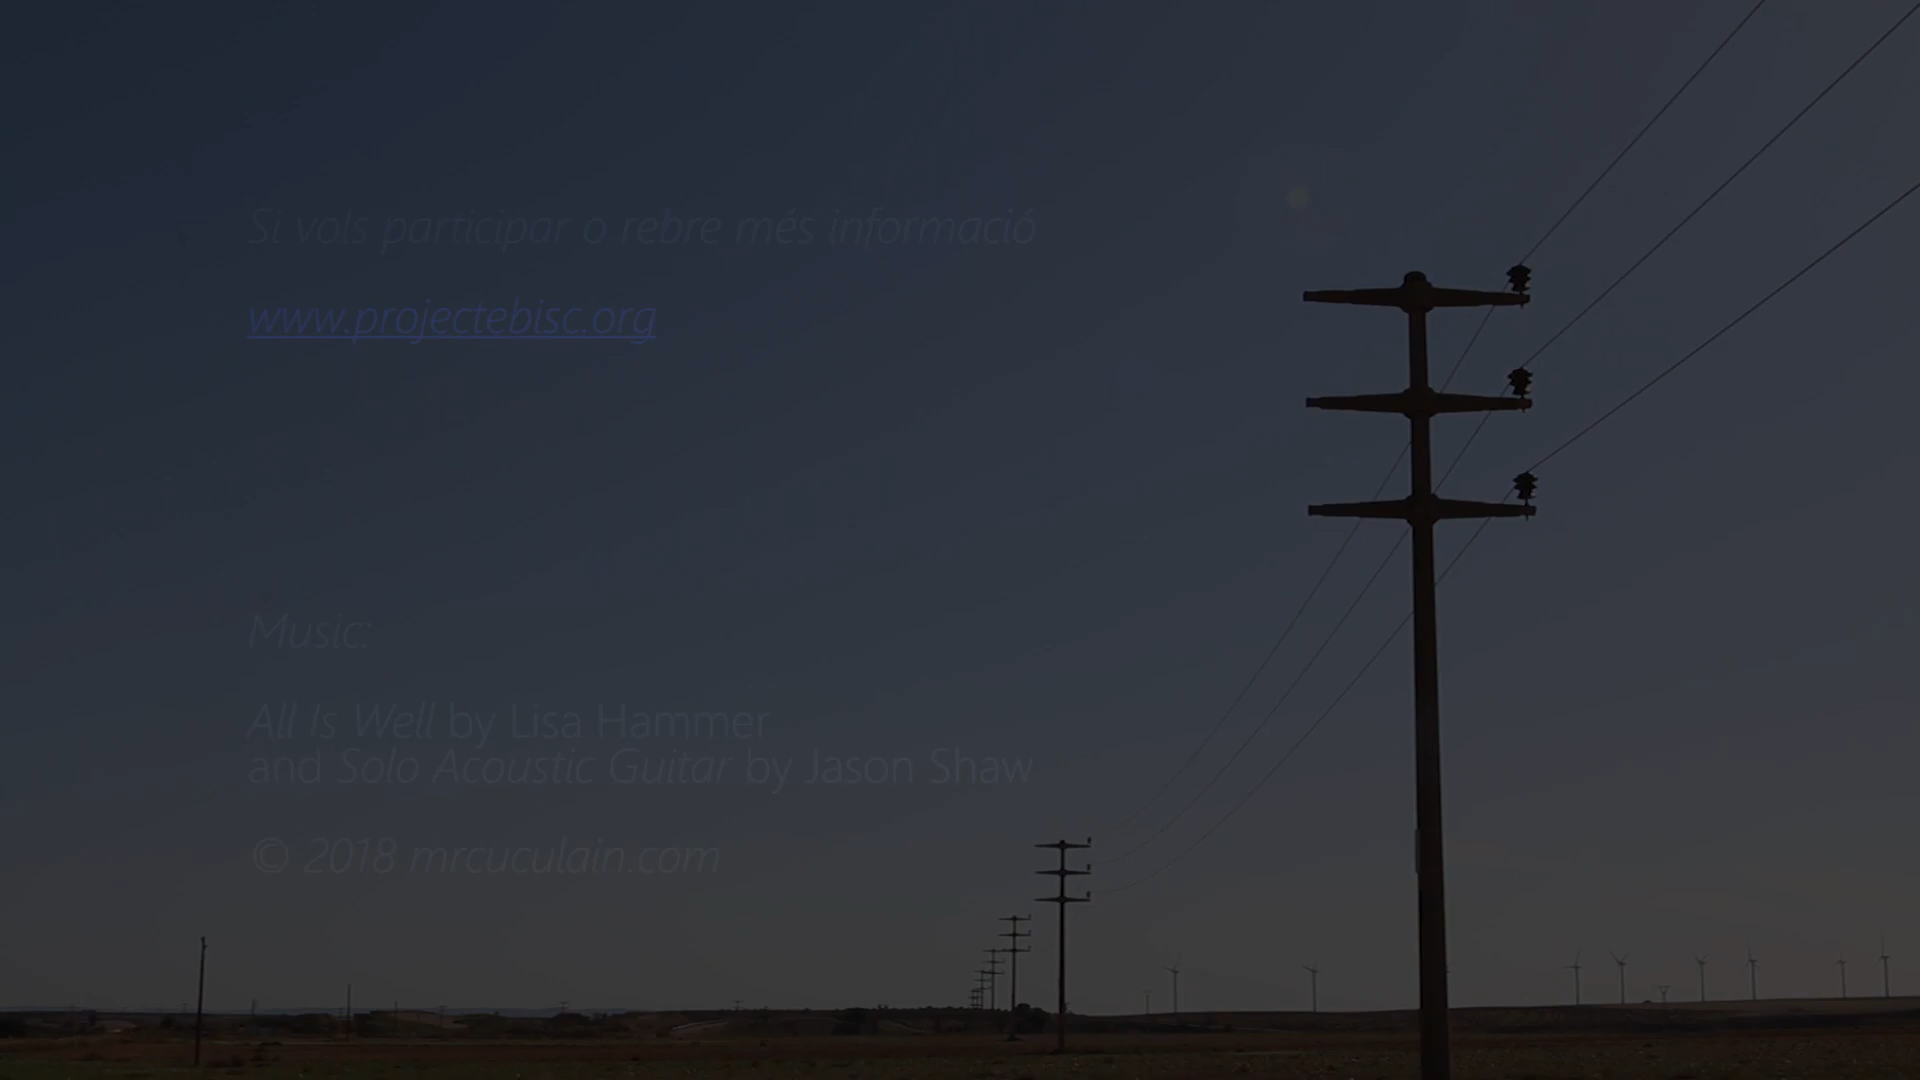 Si vols participar o rebre més informació
www.projectebisc.org
Music:
All Is Well by Lisa Hammer
and Solo Acoustic Guitar by Jason Shaw
© 2018 mrcuculain.com